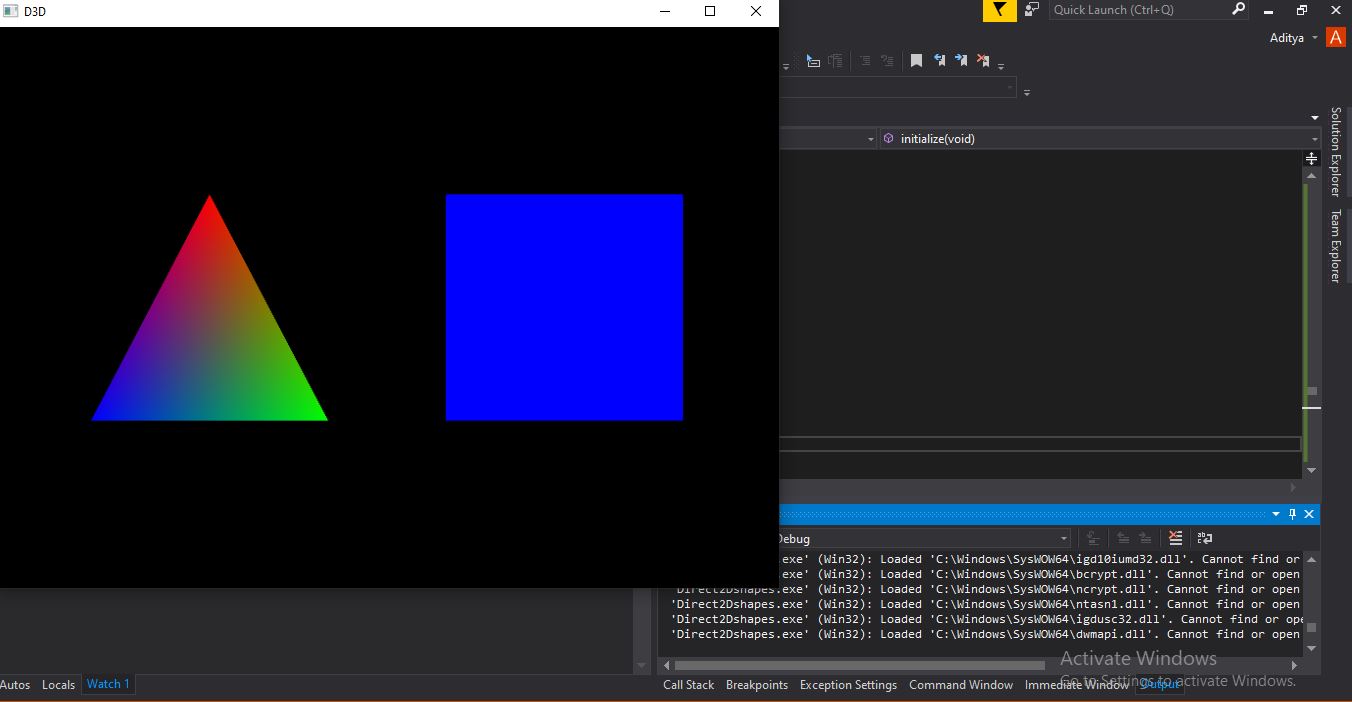 D3D
Quick Launch (Ctrl+Q)
Aditya
A
initialize(void)
Solution Explorer
Team Explorer
Debug
exe' (Win32): Loaded 'C:\Windows\SysWOW64\igd10iumd32.dll'. Cannot find or
exe' (Win32): Loaded 'C:\Windows\SysWOW64\bcrypt.dll'. Cannot find or open
'Direct2Dshapes.exe' (Win32): Loaded 'C:\Windows\SysWOW64\ncrypt.dll'. Cannot find or open
'Direct2Dshapes.exe' (Win32): Loaded 'C:\Windows\SysWOW64\ntasn1.dll'. Cannot find or open
'Direct2Dshapes.exe' (Win32): Loaded 'C:\Windows\SysWOW64\igdusc32.dll'. Cannot find or ope
'Direct2Dshapes.exe' (Win32): Loaded 'C:\Windows\SysWOW64\dwmapi.dll'. Cannot find or open
Activate Windows
Go to Settings to activate Windows.
Autos Locals Watch 1
Call Stack Breakpoints Exception Settings Command Window Immediate Window Output